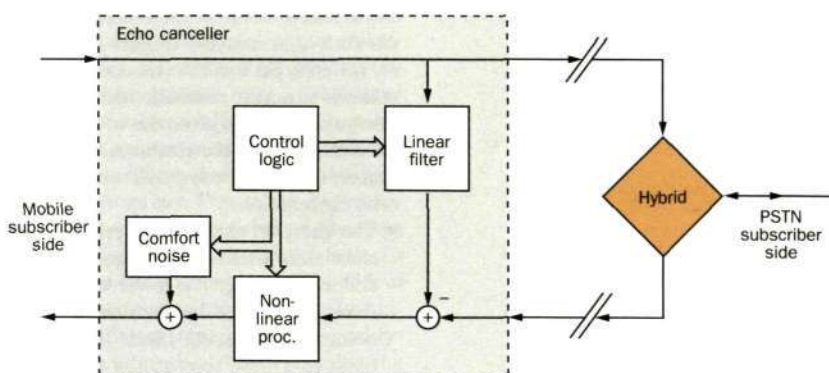 Echo canceller
Control
logic
Linear
filter
Hybrid
Mobile
subscriber
side
PSTN
subscriber
side
Comfort
noise
Non-
linear
proc.
+
+
−